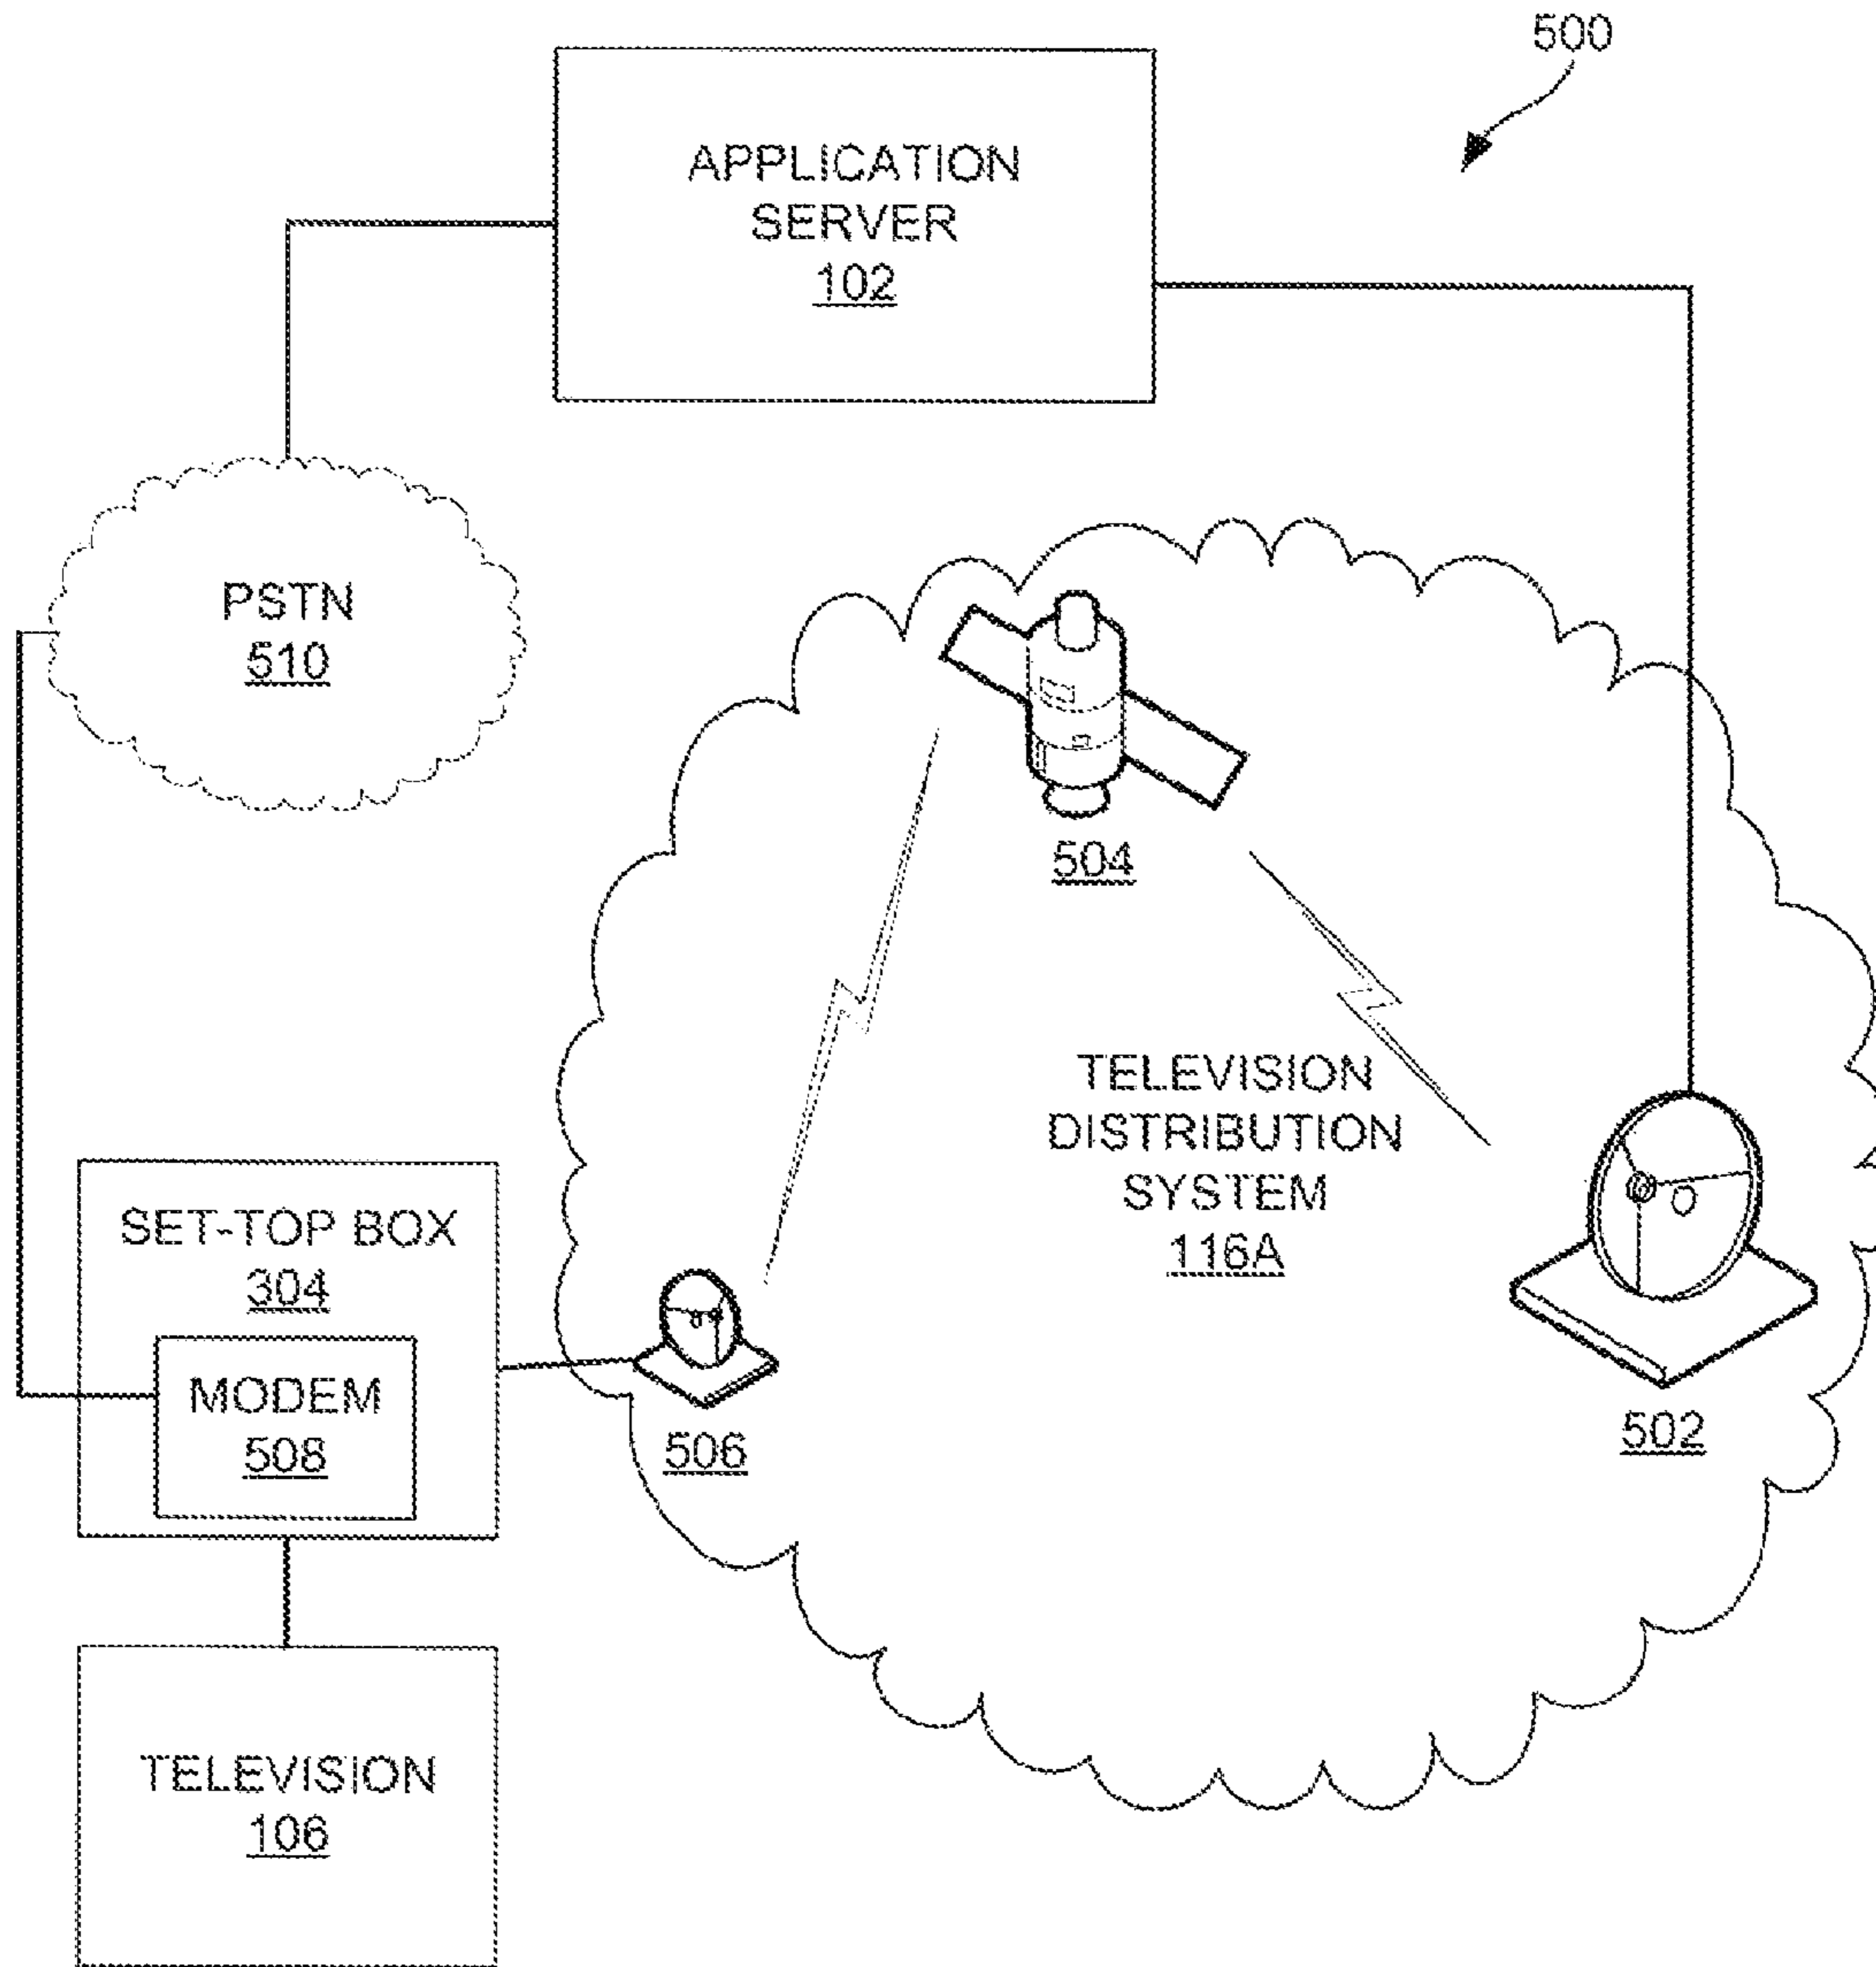 500
APPLICATION
SERVER
102
PSTN
510
504
TELEVISION
DISTRIBUTION
SYSTEM
116A
SET-TOP BOX
304
MODEM
508
506
502
TELEVISION
106